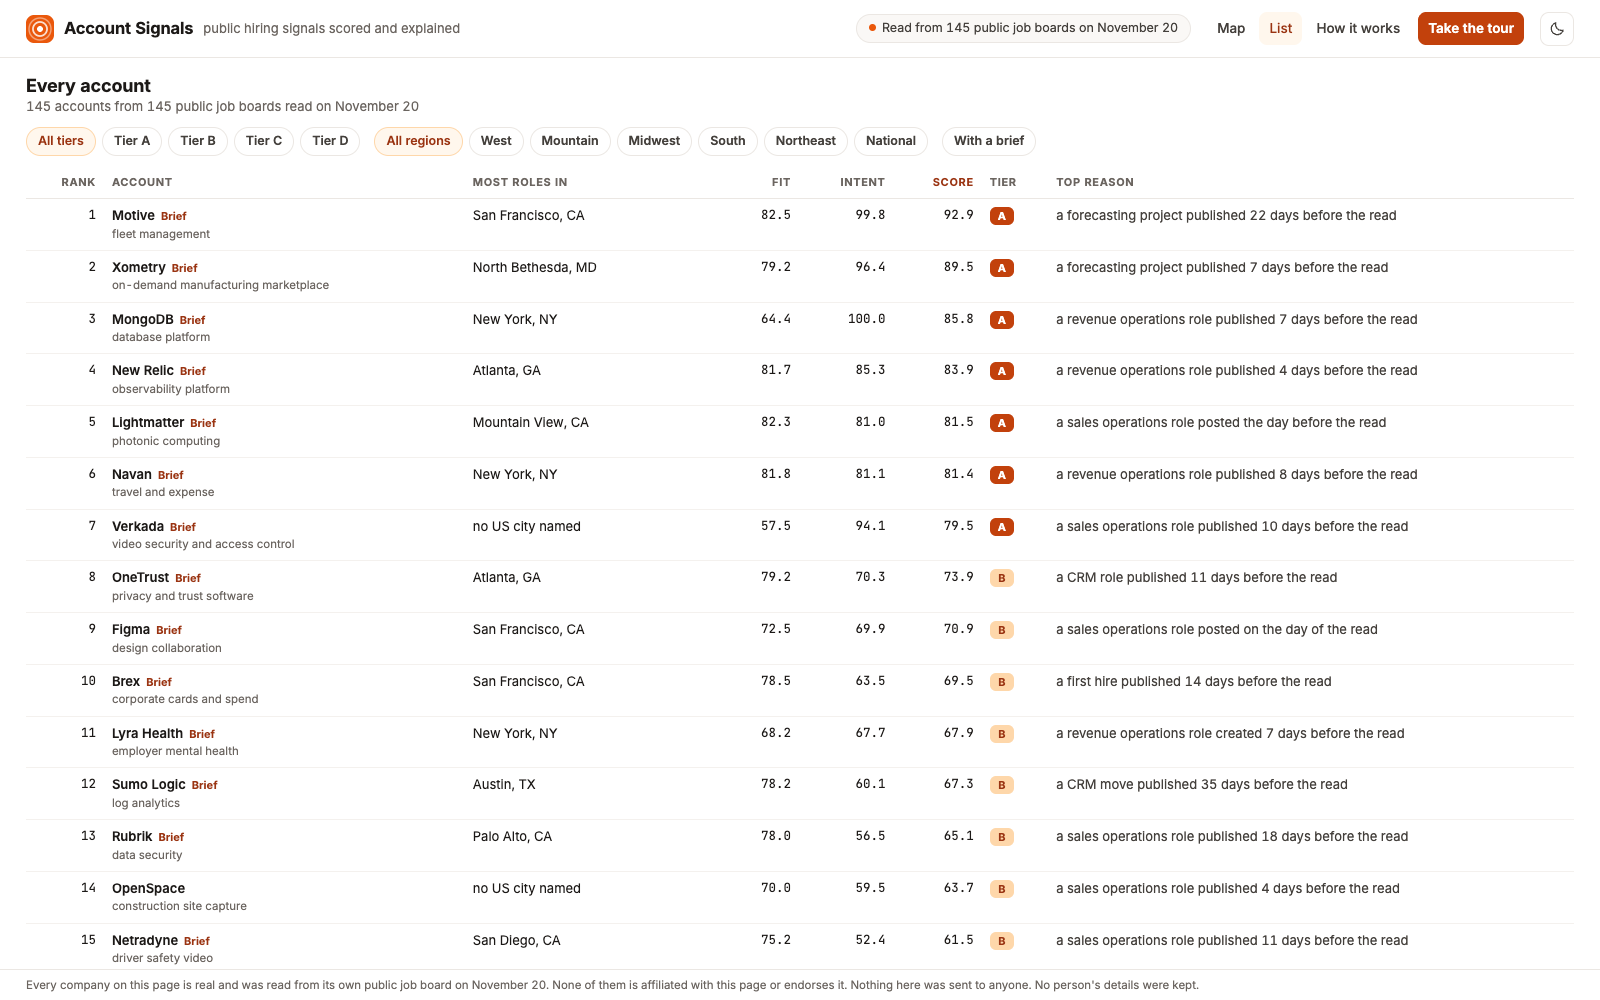 Account Signals public hiring signals scored and explained Read from 145 public job boards on November 20 Map List How it works Take the tour
Every account
145 accounts from 145 public job boards read on November 20
All tiers Tier A Tier B Tier C Tier D All regions West Mountain Midwest South Northeast National With a brief
RANK ACCOUNT MOST ROLES IN FIT INTENT SCORE TIER TOP REASON
1 Motive Brief San Francisco, CA 82.5 99.8 92.9 A a forecasting project published 22 days before the read
fleet management
2 Xometry Brief North Bethesda, MD 79.2 96.4 89.5 A a forecasting project published 7 days before the read
on-demand manufacturing marketplace
3 MongoDB Brief New York, NY 64.4 100.0 85.8 A a revenue operations role published 7 days before the read
database platform
4 New Relic Brief Atlanta, GA 81.7 85.3 83.9 A a revenue operations role published 4 days before the read
observability platform
5 Lightmatter Brief Mountain View, CA 82.3 81.0 81.5 A a sales operations role posted the day before the read
photonic computing
6 Navan Brief New York, NY 81.8 81.1 81.4 A a revenue operations role published 8 days before the read
travel and expense
7 Verkada Brief no US city named 57.5 94.1 79.5 A a sales operations role published 10 days before the read
video security and access control
8 OneTrust Brief Atlanta, GA 79.2 70.3 73.9 B a CRM role published 11 days before the read
privacy and trust software
9 Figma Brief San Francisco, CA 72.5 69.9 70.9 B a sales operations role posted on the day of the read
design collaboration
10 Brex Brief San Francisco, CA 78.5 63.5 69.5 B a first hire published 14 days before the read
corporate cards and spend
11 Lyra Health Brief New York, NY 68.2 67.7 67.9 B a revenue operations role created 7 days before the read
employer mental health
12 Sumo Logic Brief Austin, TX 78.2 60.1 67.3 B a CRM move published 35 days before the read
log analytics
13 Rubrik Brief Palo Alto, CA 78.0 56.5 65.1 B a sales operations role published 18 days before the read
data security
14 OpenSpace no US city named 70.0 59.5 63.7 B a sales operations role published 4 days before the read
construction site capture
15 Netradyne Brief San Diego, CA 75.2 52.4 61.5 B a sales operations role published 11 days before the read
driver safety video
Every company on this page is real and was read from its own public job board on November 20. None of them is affiliated with this page or endorses it. Nothing here was sent to anyone. No person's details were kept.